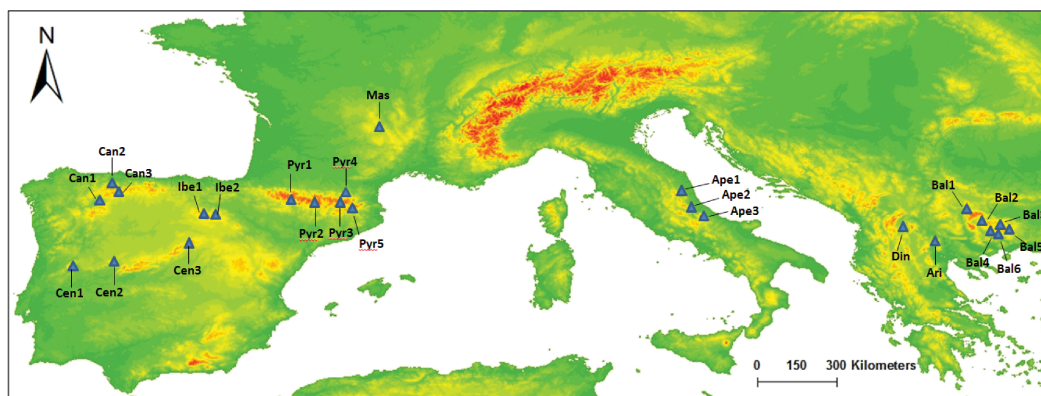 N
Mas
Can2
Can1
Can3
Ibe1
Ibe2
Pyr1
Pyr4
Pyr2
Pyr3
Pyr5
Cen3
Cen1
Cen2
Ape1
Ape2
Ape3
Bal1
Bal2
Bal3
Bal5
Bal4
Bal6
Din
Ari
0 150 300 Kilometers